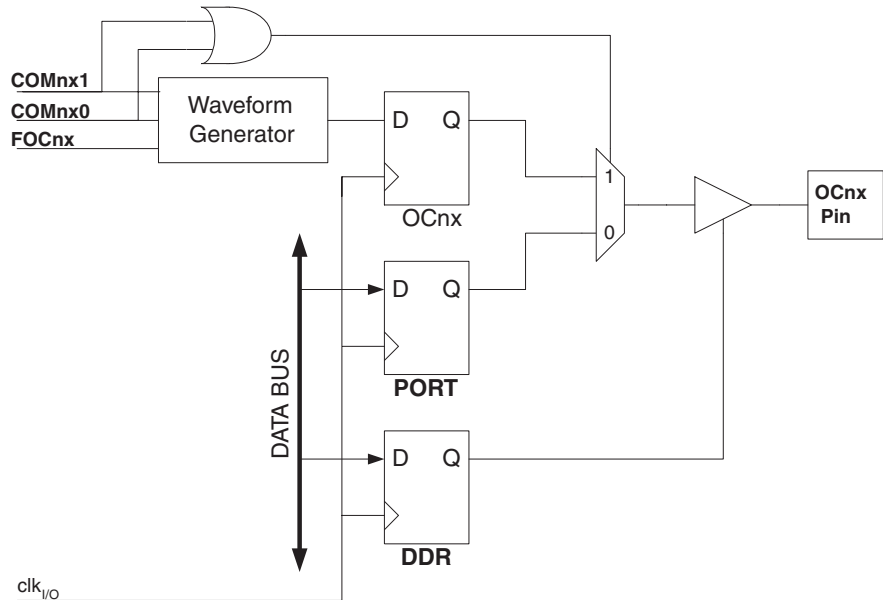 COMnx1
COMnx0
FOCnx
Waveform
Generator
D Q
OCnx
1
0
OCnx
Pin
DATA BUS
D Q
PORT
D Q
DDR
clkI/O